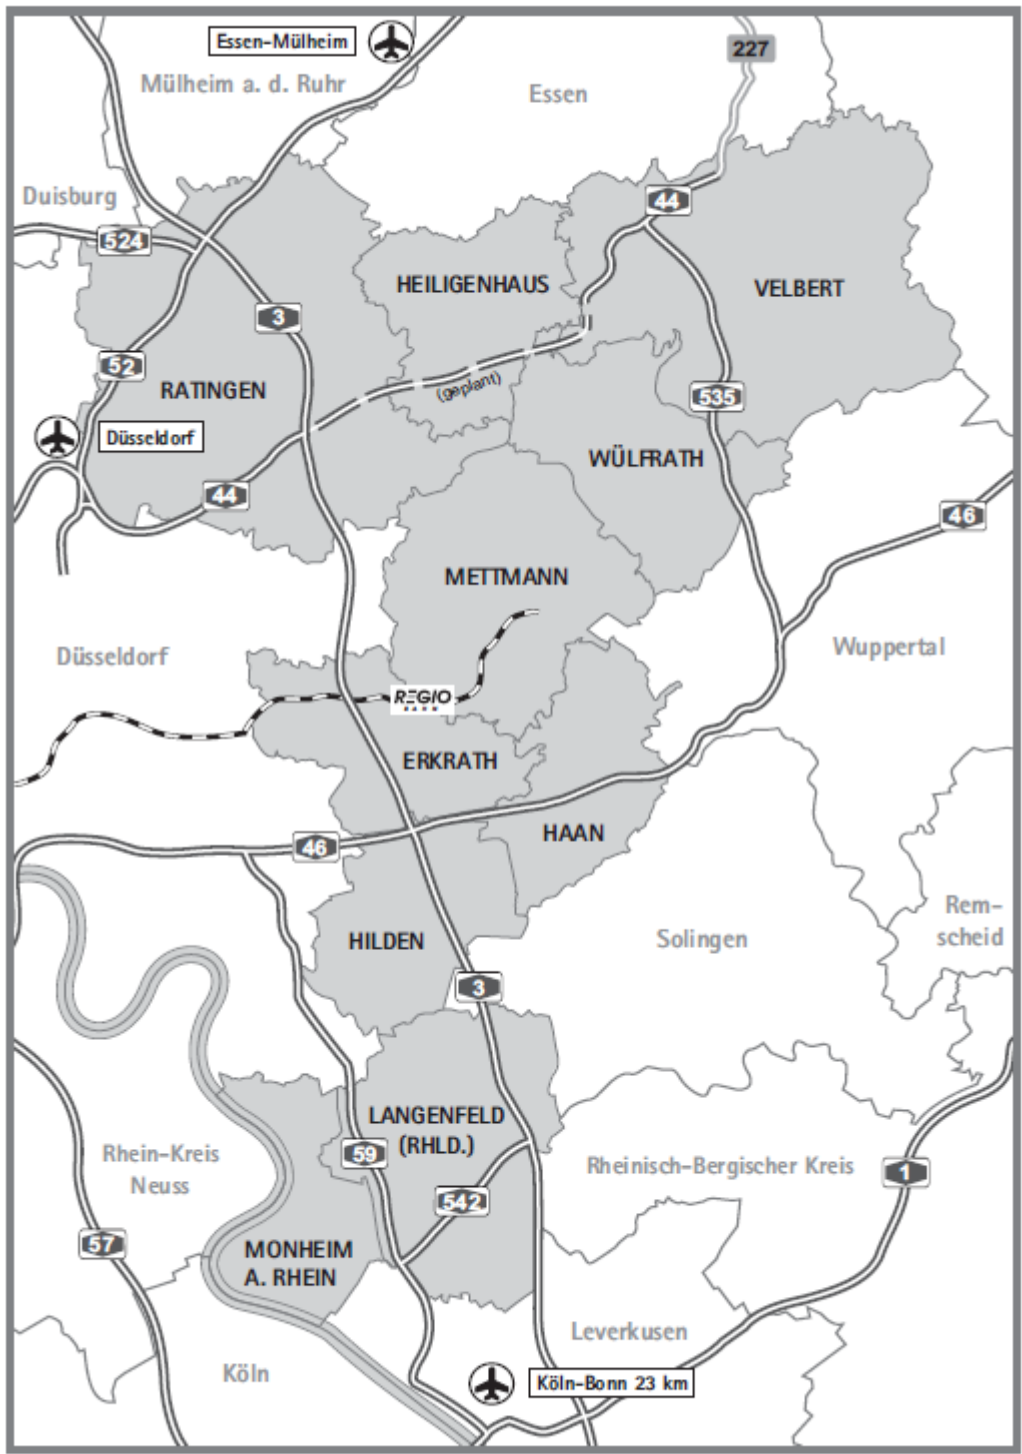 Essen-Mülheim
227
Mülheim a. d. Ruhr
Essen
Duisburg
44
524
HEILIGENHAUS
VELBERT
3
52
RATINGEN
(geplant)
535
Düsseldorf
WÜLFRATH
44
46
METTMANN
Düsseldorf
Wuppertal
REGIO
BAHN
ERKRATH
HAAN
46
Rem-
scheid
HILDEN
Solingen
3
LANGENFELD
(RHLD.)
59
Rhein-Kreis
Neuss
Rheinisch-Bergischer Kreis
1
542
57
MONHEIM
A. RHEIN
Leverkusen
Köln
Köln-Bonn 23 km